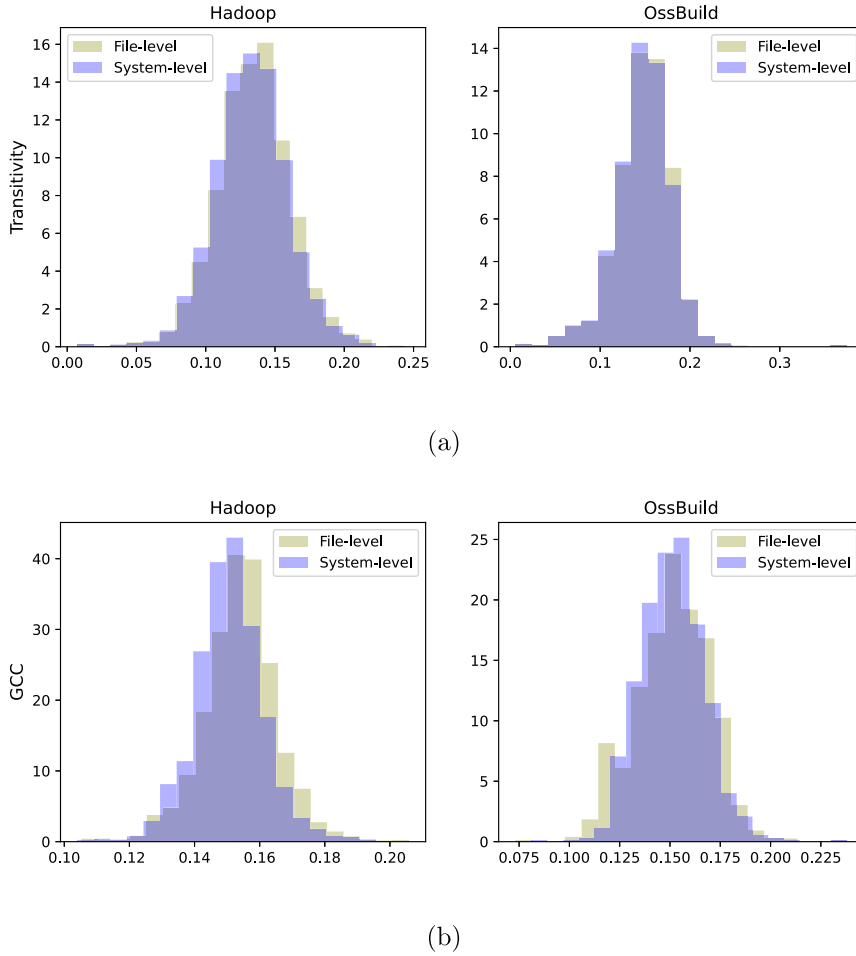 Hadoop
OssBuild
File-level
System-level
File-level
System-level
Transitivity
16
14
12
10
8
6
4
2
0
14
12
10
8
6
4
2
0
0.00 0.05 0.10 0.15 0.20 0.25
0.0 0.1 0.2 0.3
(a)
Hadoop
OssBuild
File-level
System-level
File-level
System-level
GCC
40
30
20
10
0
25
20
15
10
5
0
0.10 0.12 0.14 0.16 0.18 0.20
0.075 0.100 0.125 0.150 0.175 0.200 0.225
(b)